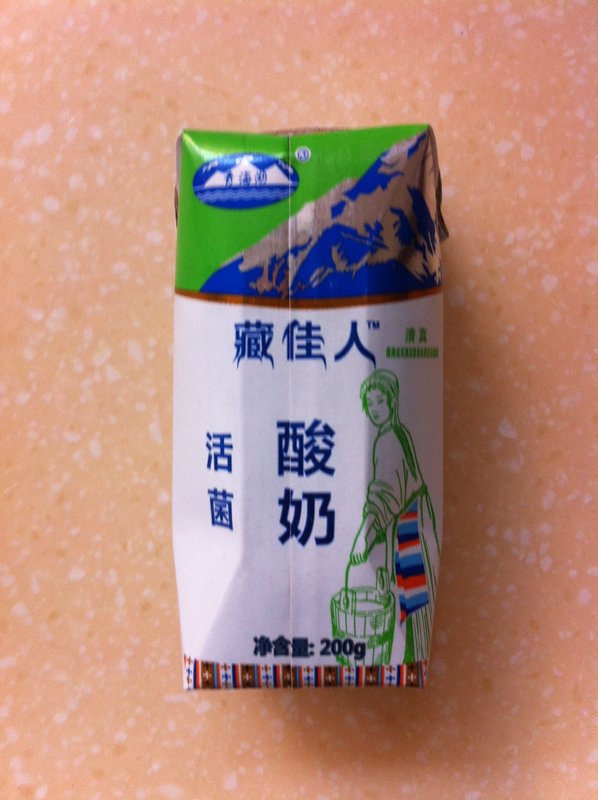 青海湖
藏佳人™
清真
活菌
酸奶
净含量: 200g